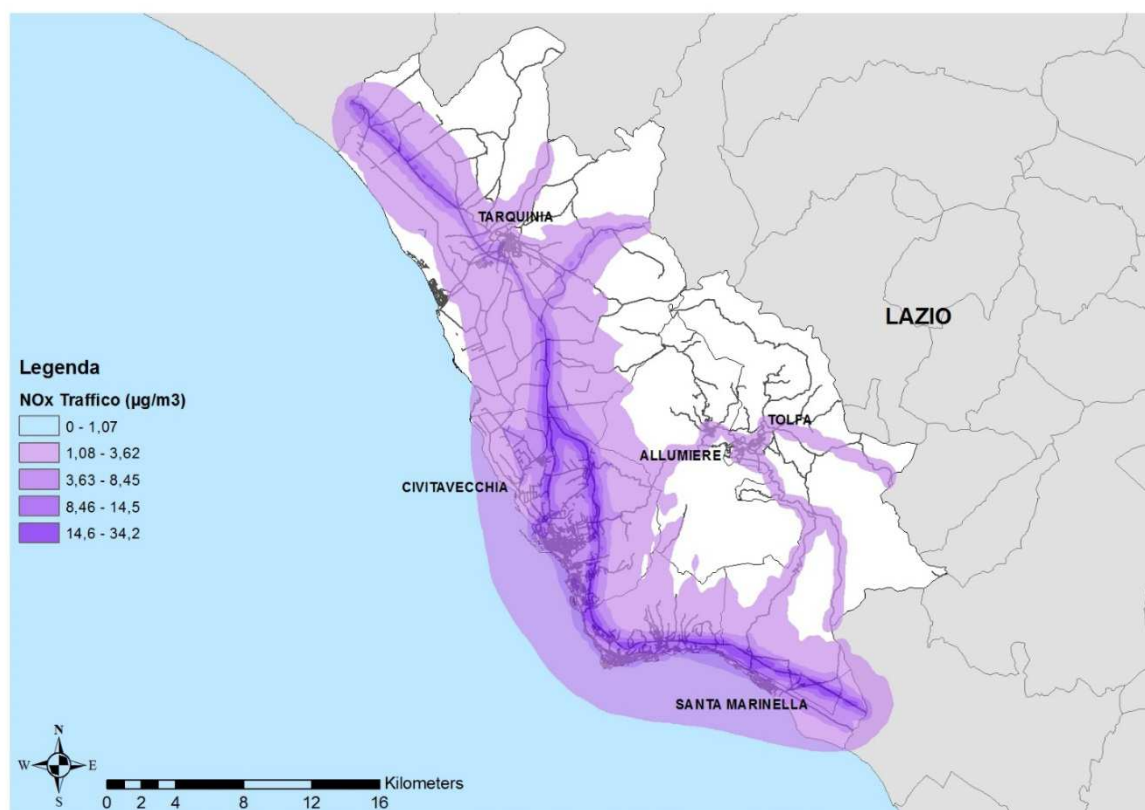 TARQUINIA
LAZIO
Legenda
NOx Traffico (µg/m3)
0 - 1,07
1,08 - 3,62
3,63 - 8,45
8,46 - 14,5
14,6 - 34,2
TOLFA
ALLUMIERE
CIVITAVECCHIA
SANTA MARINELLA
N
W E
S
Kilometers
0 2 4 8 12 16